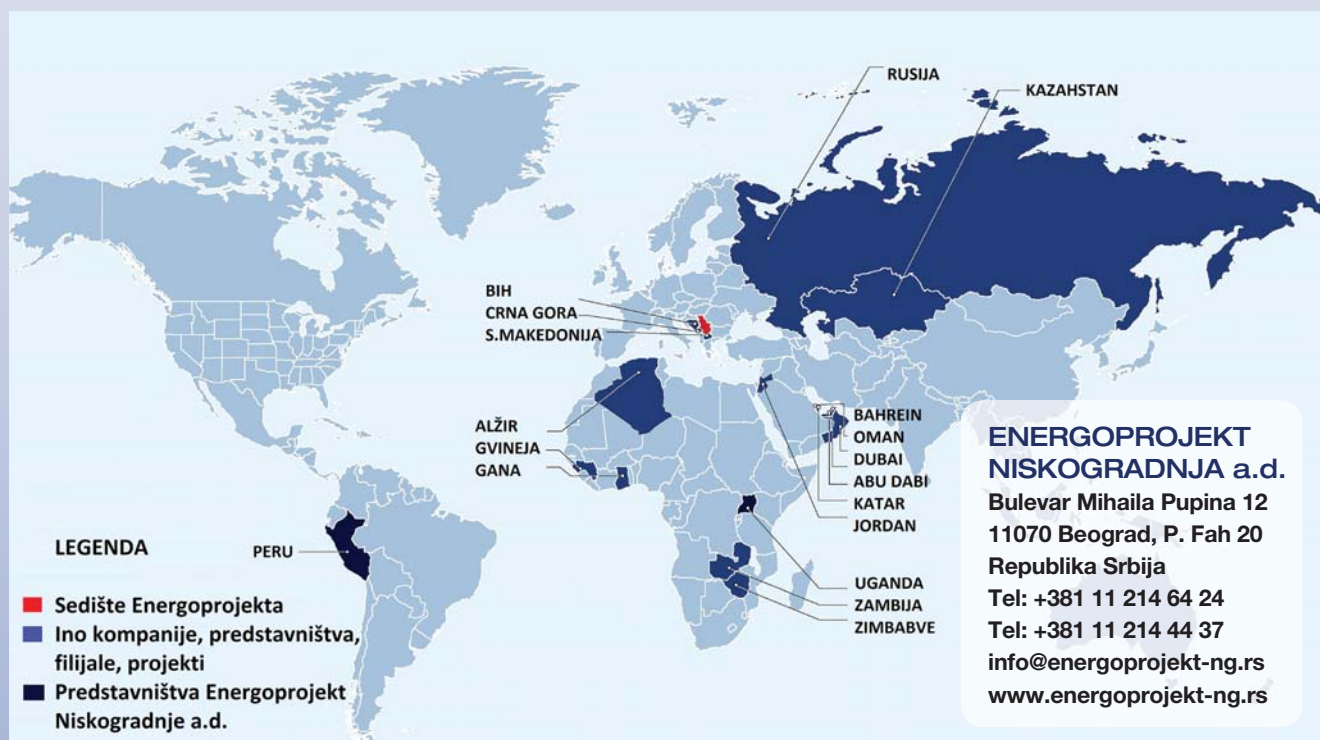 RUSIJA
KAZAHSTAN
BIH
CRNA GORA
S.MAKEDONIJA
ALŽIR
GVINEJA
GANA
BAHREIN
OMAN
DUBAI
ABU DABI
KATAR
JORDAN
UGANDA
ZAMBIJA
ZIMBABVE
PERU
LEGENDA
Sedište Energoprojekta
Ino kompanije, predstavništva,
filijale, projekti
Predstavništva Energoprojekt
Niskogradnje a.d.
ENERGOPROJEKT
NISKOGRADNJA a.d.
Bulevar Mihaila Pupina 12
11070 Beograd, P. Fah 20
Republika Srbija
Tel: +381 11 214 64 24
Tel: +381 11 214 44 37
info@energoprojekt-ng.rs
www.energoprojekt-ng.rs